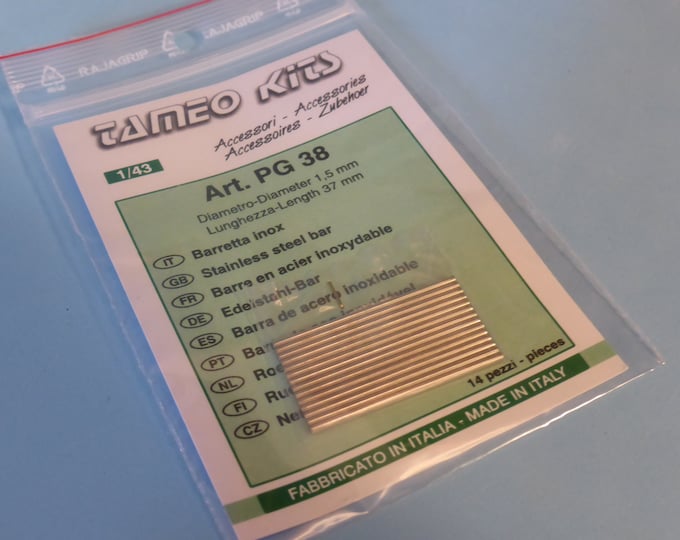 RAJAGRIP
RAJAGRIP
TAMEO KITS
Accessori - Accessories
Accessoires - Zubehoer
1/43
Art. PG 38
Diametro-Diameter 1,5 mm
Lunghezza-Length 37 mm
IT Barretta inox
GB Stainless steel bar
FR Barre en acier inoxydable
DE Edelstahl-Bar
ES Barra de acero inoxidable
PT
NL
FI
CZ
14 pezzi - pieces
FABBRICATO IN ITALIA - MADE IN ITALY